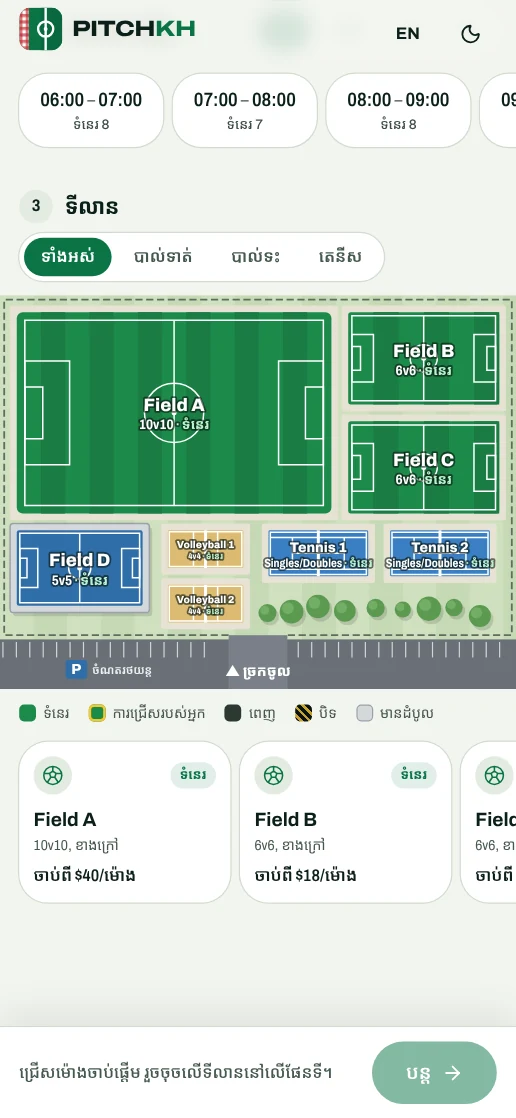 PITCHKH
EN
06:00 – 07:00
ទំនេរ 8
07:00 – 08:00
ទំនេរ 7
08:00 – 09:00
ទំនេរ 8
3 ទីលាន
ទាំងអស់ បាល់ទាត់ បាល់ទះ តេនីស
Field A
10v10 · ទំនេរ
Field B
6v6 · ទំនេរ
Field C
6v6 · ទំនេរ
Field D
5v5 · ទំនេរ
Volleyball 1
4v4 · ទំនេរ
Volleyball 2
4v4 · ទំនេរ
Tennis 1
Singles/Doubles · ទំនេរ
Tennis 2
Singles/Doubles · ទំនេរ
P ចំណតរថយន្ត
ច្រកចូល
ទំនេរ ការជ្រើសរបស់អ្នក ពេញ បិទ មានដំបូល
ទំនេរ
Field A
10v10, ខាងក្រៅ
ចាប់ពី $40/ម៉ោង
ទំនេរ
Field B
6v6, ខាងក្រៅ
ចាប់ពី $18/ម៉ោង
ជ្រើសម៉ោងចាប់ផ្តើម រួចចុចលើទីលាននៅលើផែនទី។
បន្ត